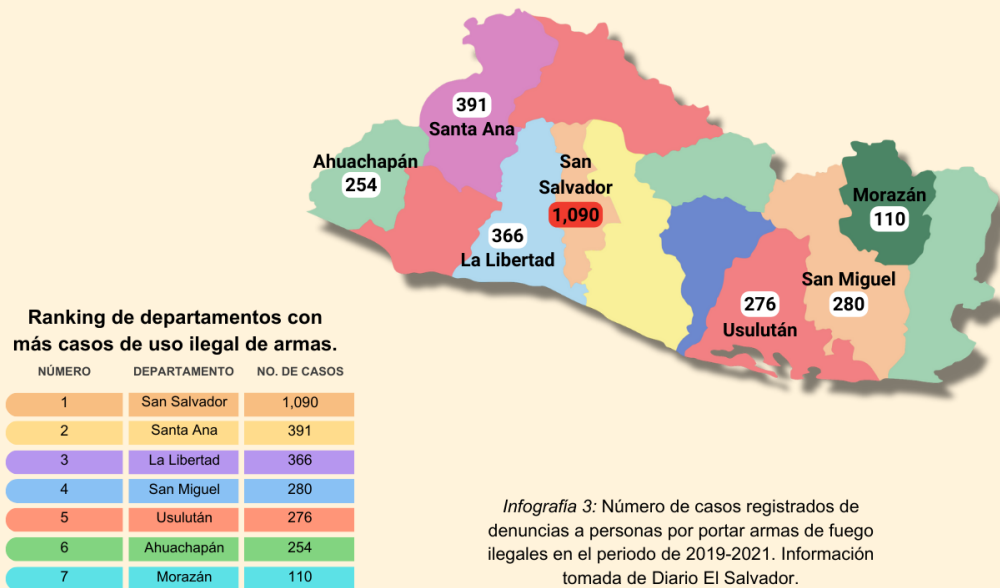 391
Santa Ana
Ahuachapán
254
San
Salvador
1,090
Morazán
110
366
La Libertad
San Miguel
280
276
Usulután
Ranking de departamentos con
más casos de uso ilegal de armas.
NÚMERO DEPARTAMENTO NO. DE CASOS
1 San Salvador 1,090
2 Santa Ana 391
3 La Libertad 366
4 San Miguel 280
5 Usulután 276
6 Ahuachapán 254
7 Morazán 110
Infografía 3: Número de casos registrados de
denuncias a personas por portar armas de fuego
ilegales en el periodo de 2019-2021. Información
tomada de Diario El Salvador.